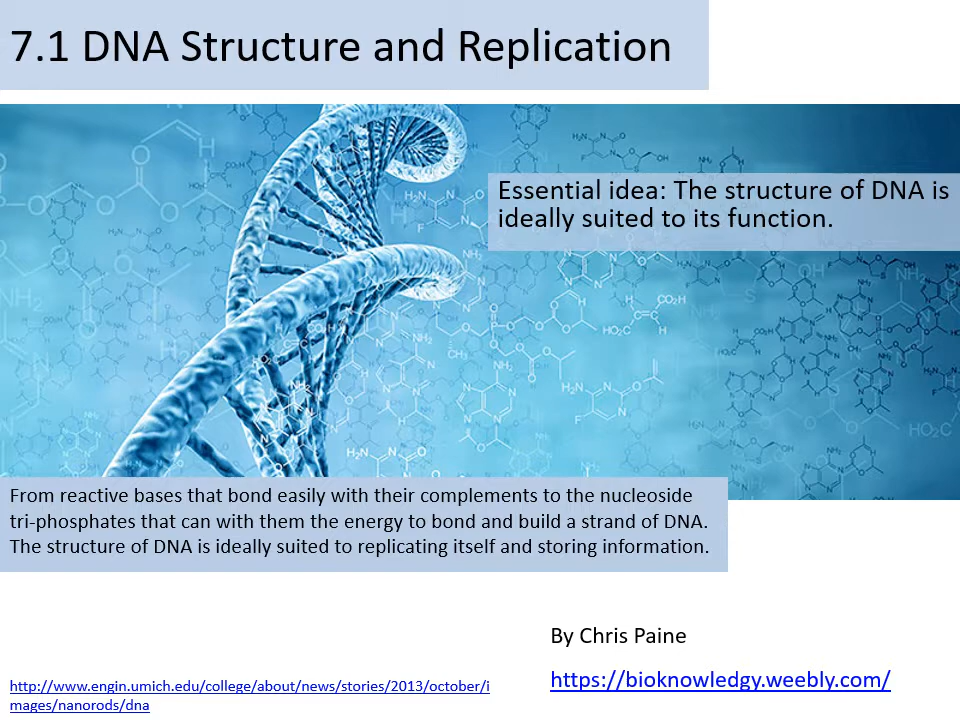 7.1 DNA Structure and Replication
Essential idea: The structure of DNA is
ideally suited to its function.
From reactive bases that bond easily with their complements to the nucleoside
tri-phosphates that can with them the energy to bond and build a strand of DNA.
The structure of DNA is ideally suited to replicating itself and storing information.
By Chris Paine
https://bioknowledgy.weebly.com/
http://www.engin.umich.edu/college/about/news/stories/2013/october/i
mages/nanorods/dna